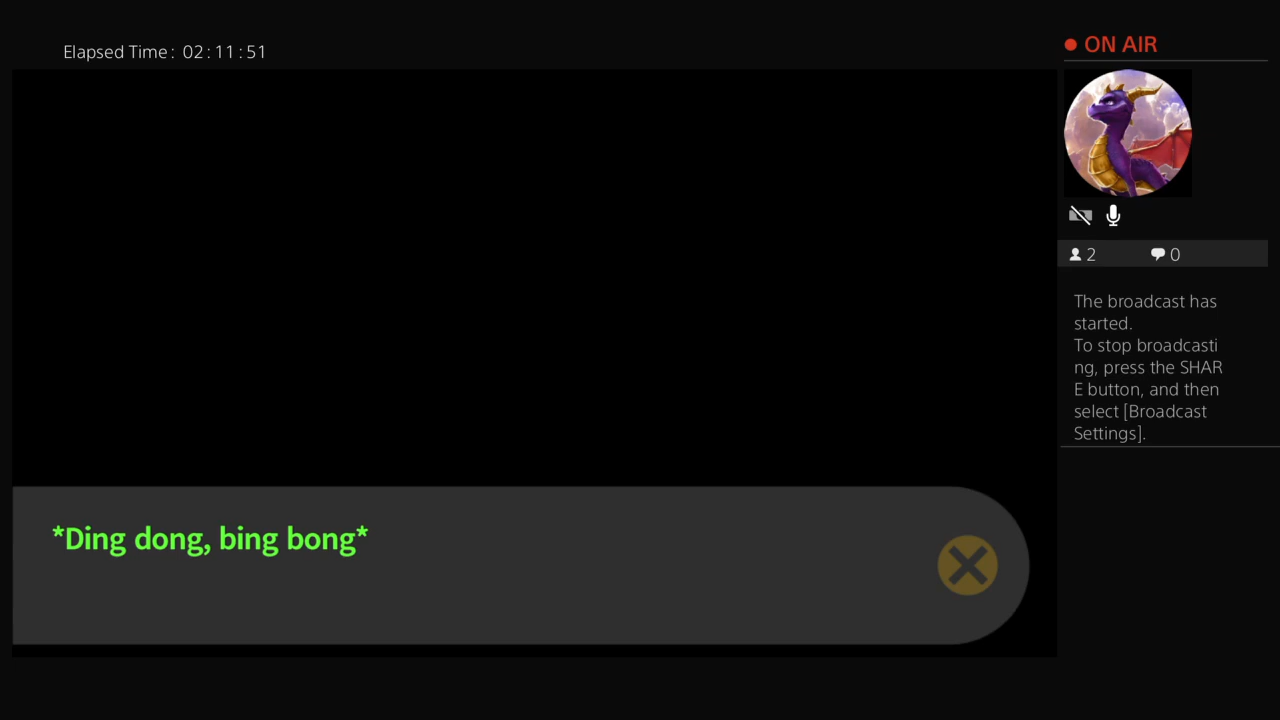 Elapsed Time: 02:11:51
ON AIR
2
0
The broadcast has
started.
To stop broadcasti
ng, press the SHAR
E button, and then
select [Broadcast
Settings].
*Ding dong, bing bong*